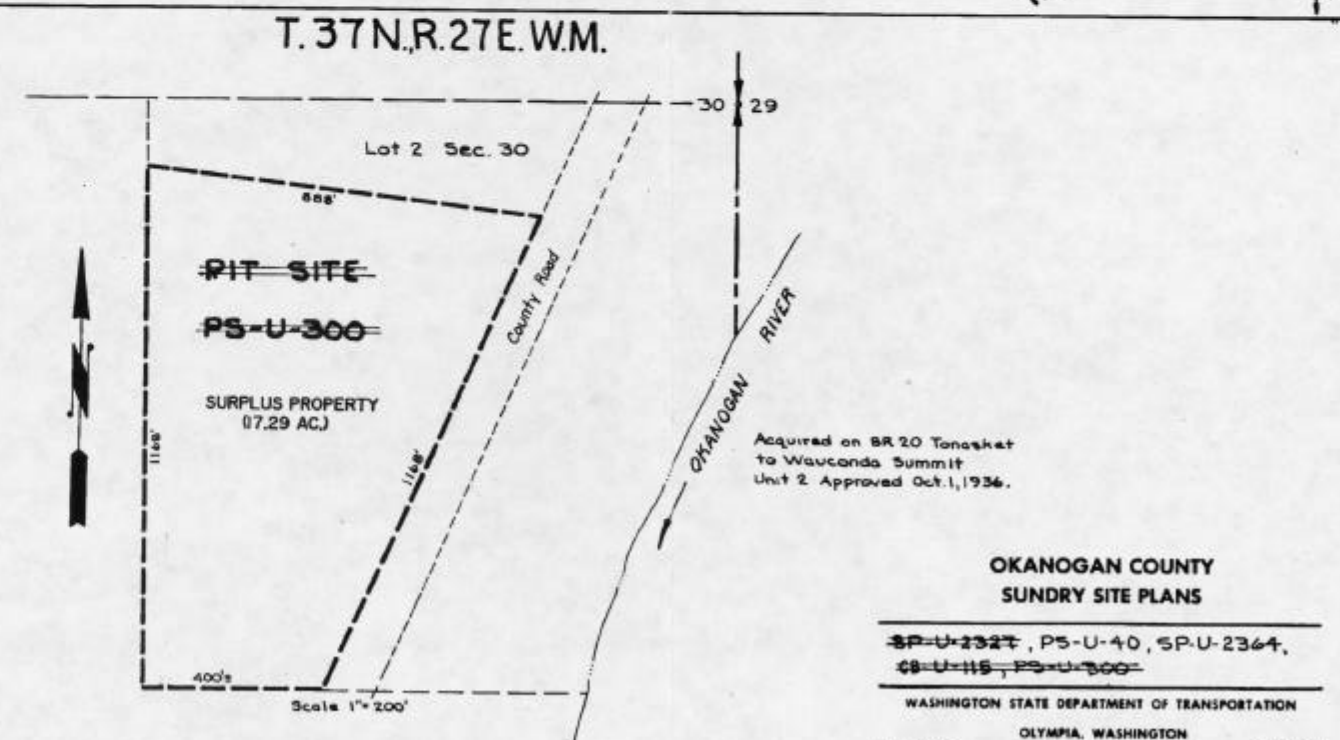 T. 37 N., R. 27 E. W.M.
30 29
Lot 2 Sec. 30
888'
PIT SITE
PS-U-300
County Road
OKANOGAN RIVER
SURPLUS PROPERTY
(17.29 AC.)
1168'
1168'
N
Acquired on SR 20 Tonasket
to Wauconda Summit
Unit 2 Approved Oct. 1, 1936.
400's
Scale 1"=200'
OKANOGAN COUNTY
SUNDRY SITE PLANS
SP-U-2327, PS-U-40, SP-U-2364,
CB-U-115, PS-U-300
WASHINGTON STATE DEPARTMENT OF TRANSPORTATION
OLYMPIA, WASHINGTON